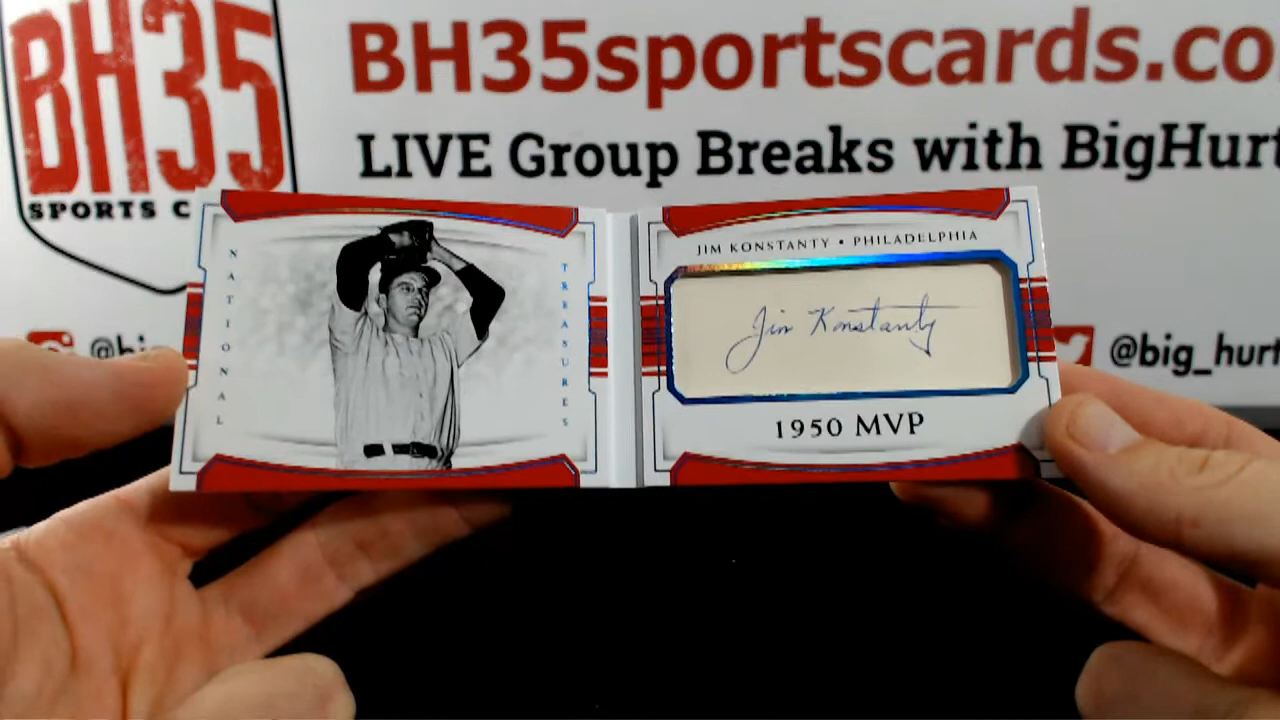 BH35
SPORTS C
BH35sportscards.co
LIVE Group Breaks with BigHurt
@big_hurt
NATIONAL
TREASURES
JIM KONSTANTY • PHILADELPHIA
Jim Konstanty
1950 MVP